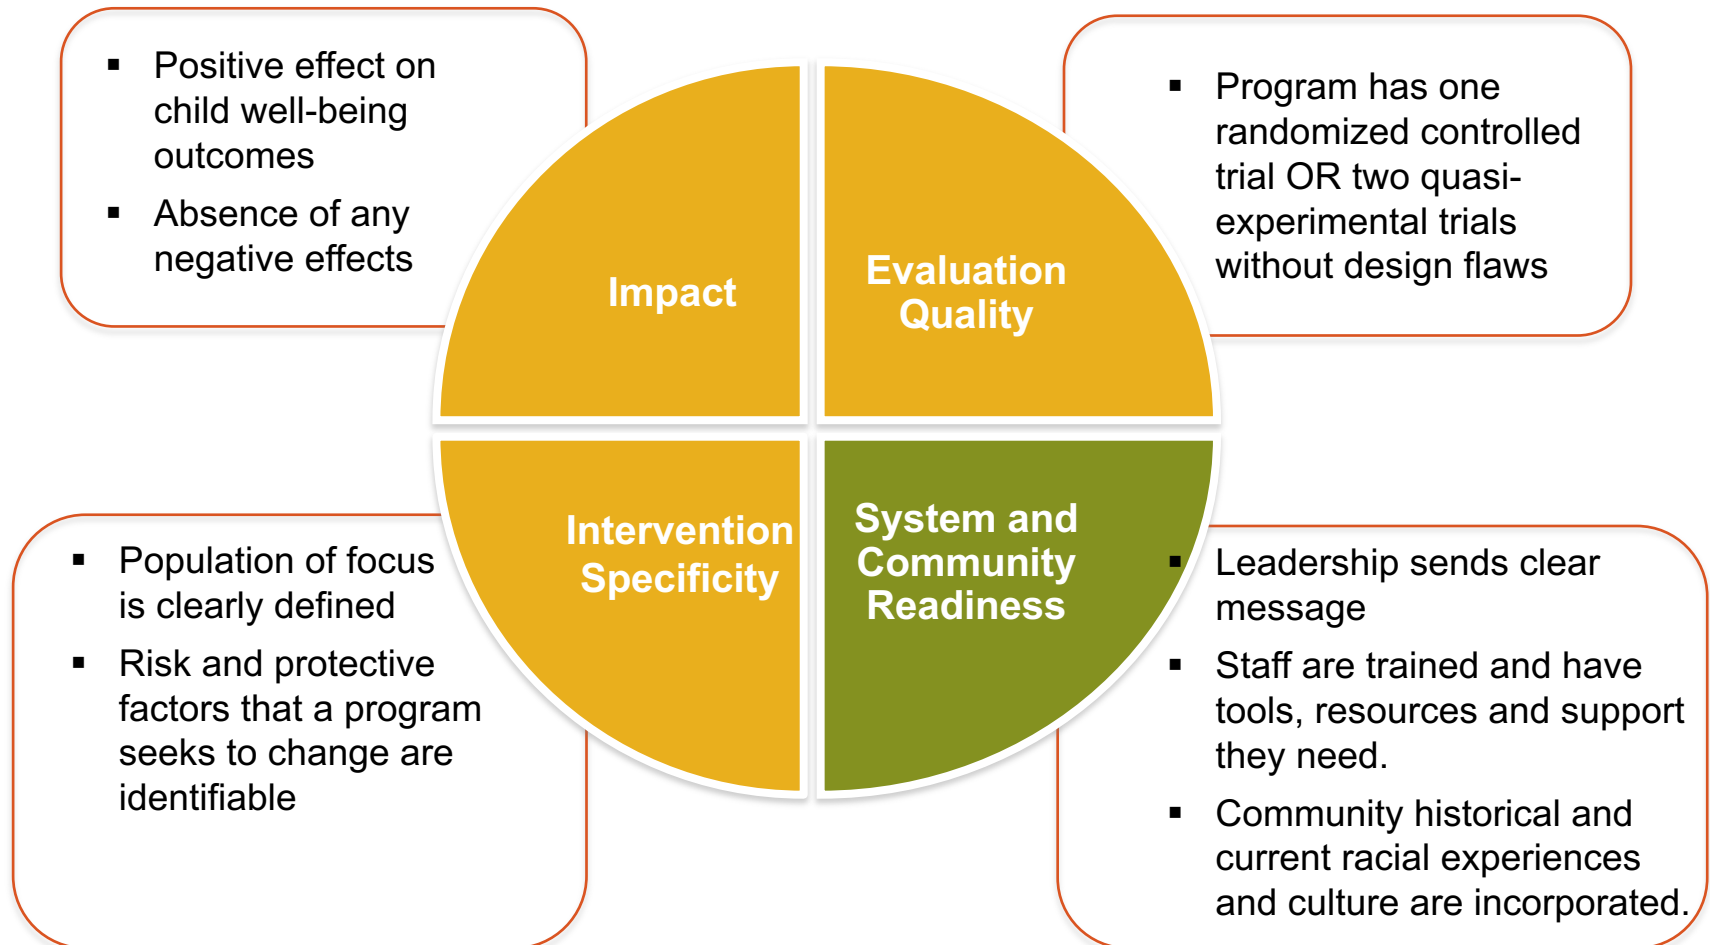 ▪ Positive effect on
child well-being
outcomes
▪ Absence of any
negative effects
▪ Program has one
randomized controlled
trial OR two quasi-
experimental trials
without design flaws
Impact
Evaluation
Quality
Intervention
Specificity
System and
Community
Readiness
▪ Population of focus
is clearly defined
▪ Risk and protective
factors that a program
seeks to change are
identifiable
▪ Leadership sends clear
message
▪ Staff are trained and have
tools, resources and support
they need.
▪ Community historical and
current racial experiences
and culture are incorporated.